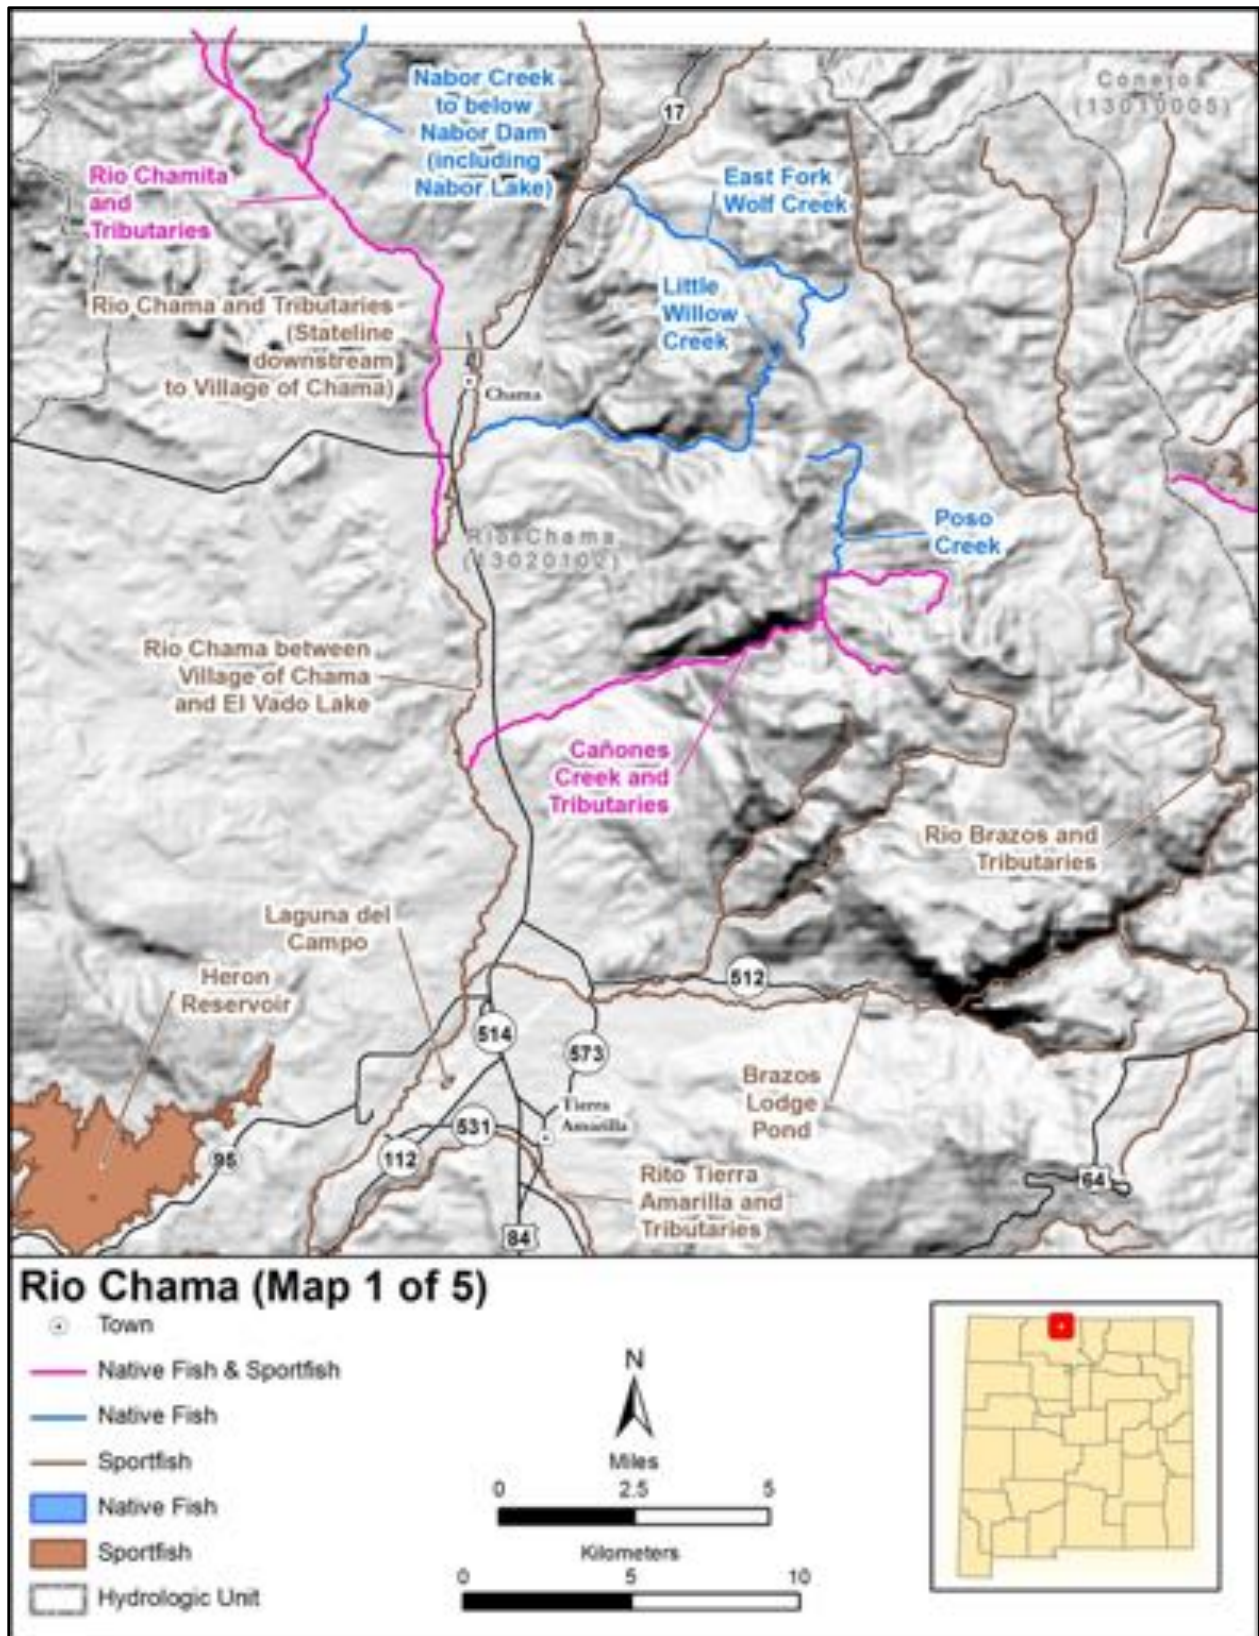 Conejos
(13010005)
17
Nabor Creek
to below
Nabor Dam
(including
Nabor Lake)
Rio Chamita
and
Tributaries
East Fork
Wolf Creek
Little
Willow
Creek
Rio Chama and Tributaries
(Stateline
downstream
to Village of Chama)
Chama
Rio Chama
(13020102)
Poso
Creek
Rio Chama between
Village of Chama
and El Vado Lake
Cañones
Creek and
Tributaries
Rio Brazos and
Tributaries
Laguna del
Campo
Heron
Reservoir
512
514
573
Brazos
Lodge
Pond
Tierra
Amarilla
531
112
95
64
Rito Tierra
Amarilla and
Tributaries
84
Rio Chama (Map 1 of 5)
Town
Native Fish & Sportfish
Native Fish
Sportfish
Native Fish
Sportfish
Hydrologic Unit
N
Miles
0 2.5 5
Kilometers
0 5 10